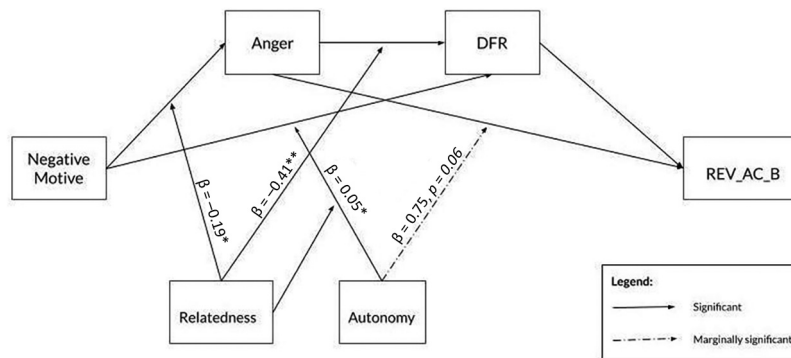 Anger
DFR
Negative
Motive
REV_AC_B
β = –0.19*
β = –0.41**
β = 0.05*
β = 0.75, p = 0.06
Relatedness
Autonomy
Legend:
Significant
Marginally significant